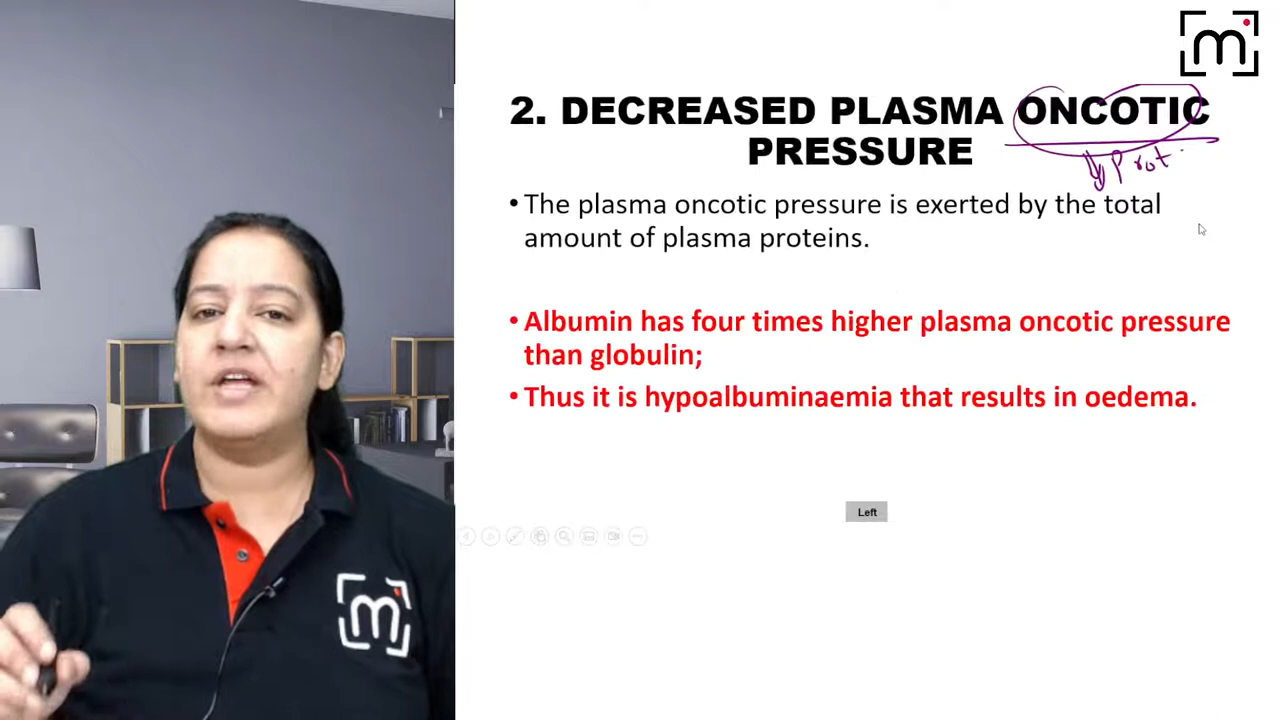 m
2. DECREASED PLASMA ONCOTIC
PRESSURE
↓↓ Prot
• The plasma oncotic pressure is exerted by the total
amount of plasma proteins.
• Albumin has four times higher plasma oncotic pressure
than globulin;
• Thus it is hypoalbuminaemia that results in oedema.
Left
m